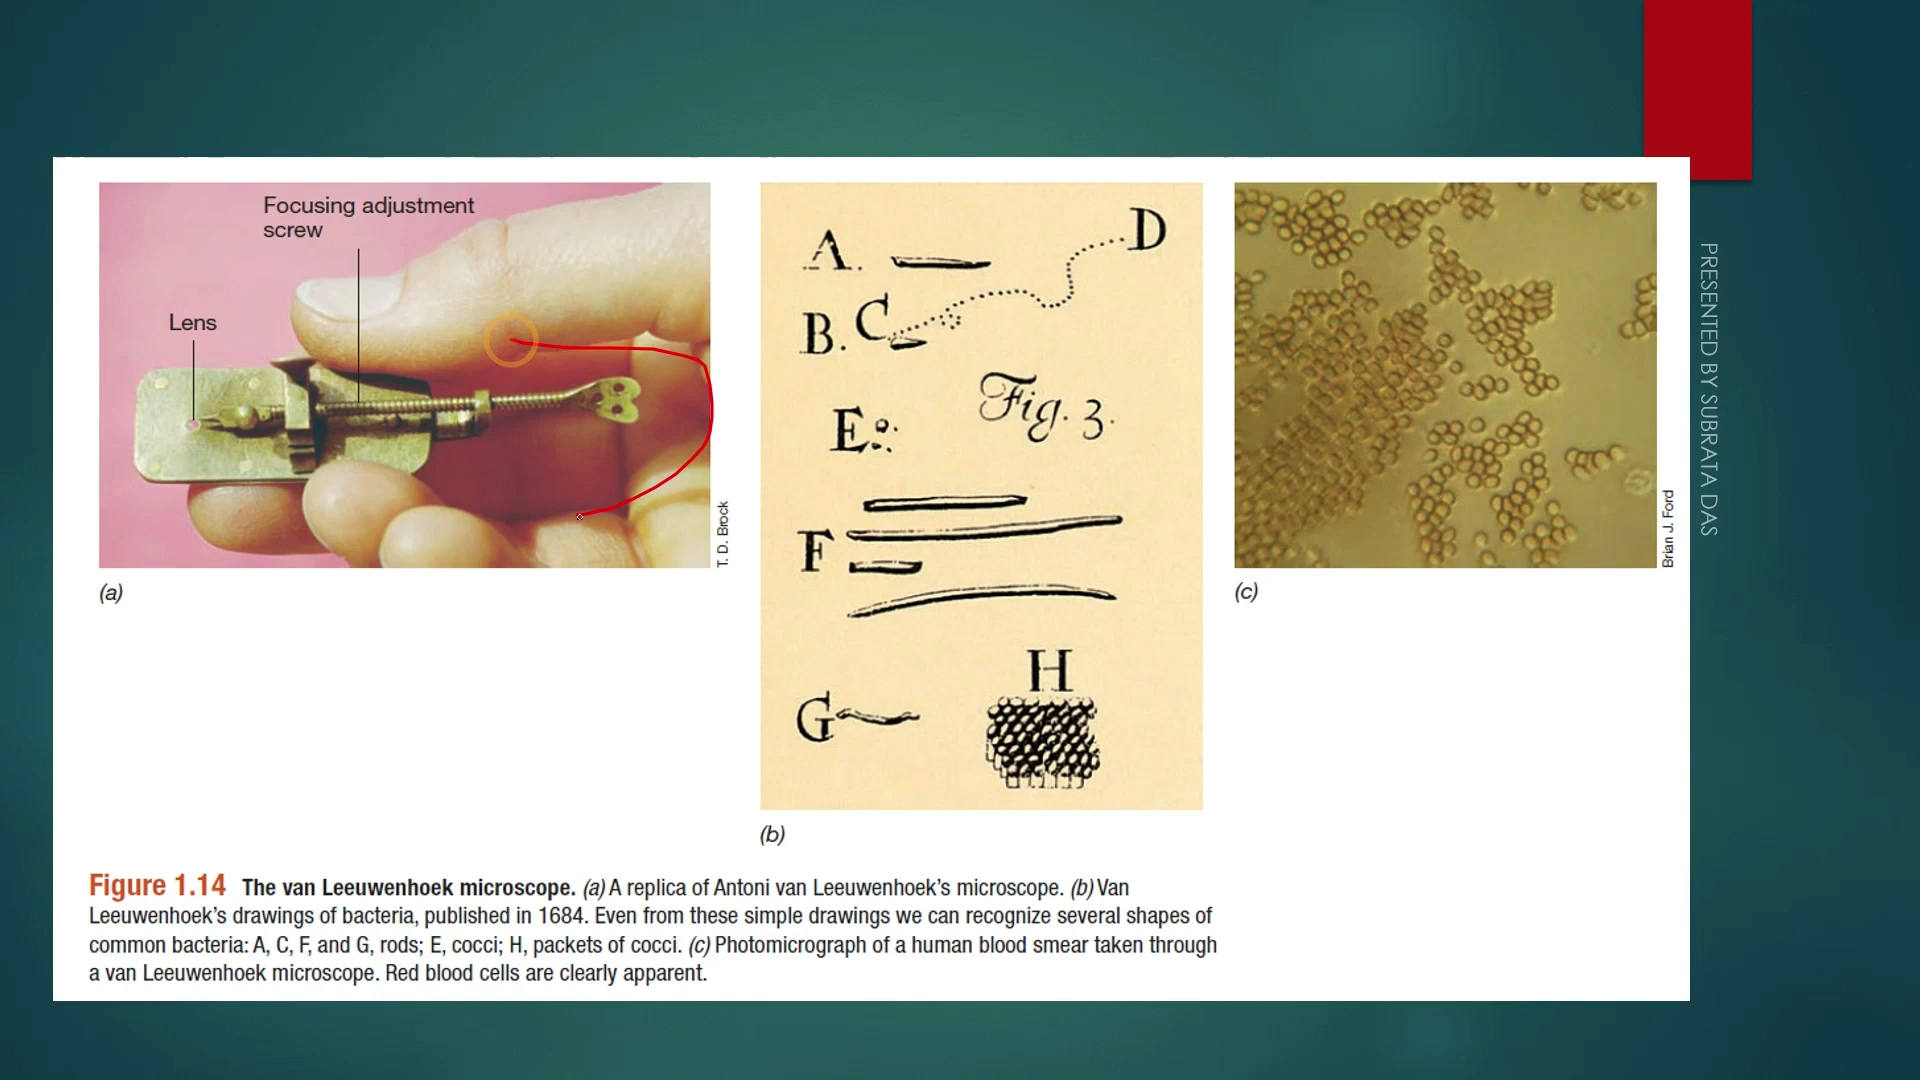 Focusing adjustment
screw
Lens
T. D. Brock
(a)
A.
D
B.
C
Fig. 3.
E
F
G
H
(b)
Brian J. Ford
(c)
PRESENTED BY SUBRATA DAS
Figure 1.14 The van Leeuwenhoek microscope. (a) A replica of Antoni van Leeuwenhoek's microscope. (b) Van
Leeuwenhoek's drawings of bacteria, published in 1684. Even from these simple drawings we can recognize several shapes of
common bacteria: A, C, F, and G, rods; E, cocci; H, packets of cocci. (c) Photomicrograph of a human blood smear taken through
a van Leeuwenhoek microscope. Red blood cells are clearly apparent.